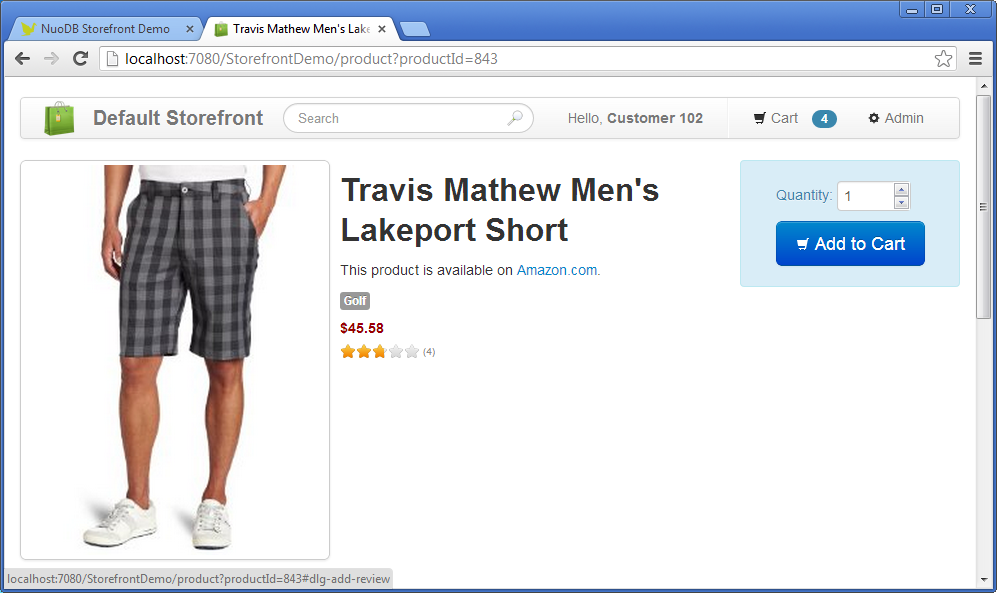 NuoDB Storefront Demo
Travis Mathew Men's Lake
localhost:7080/StorefrontDemo/product?productId=843
Default Storefront
Search
Hello, Customer 102
Cart 4
Admin
Travis Mathew Men's
Lakeport Short
This product is available on Amazon.com.
Golf
$45.58
(4)
Quantity: 1
Add to Cart
localhost:7080/StorefrontDemo/product?productId=843#dlg-add-review